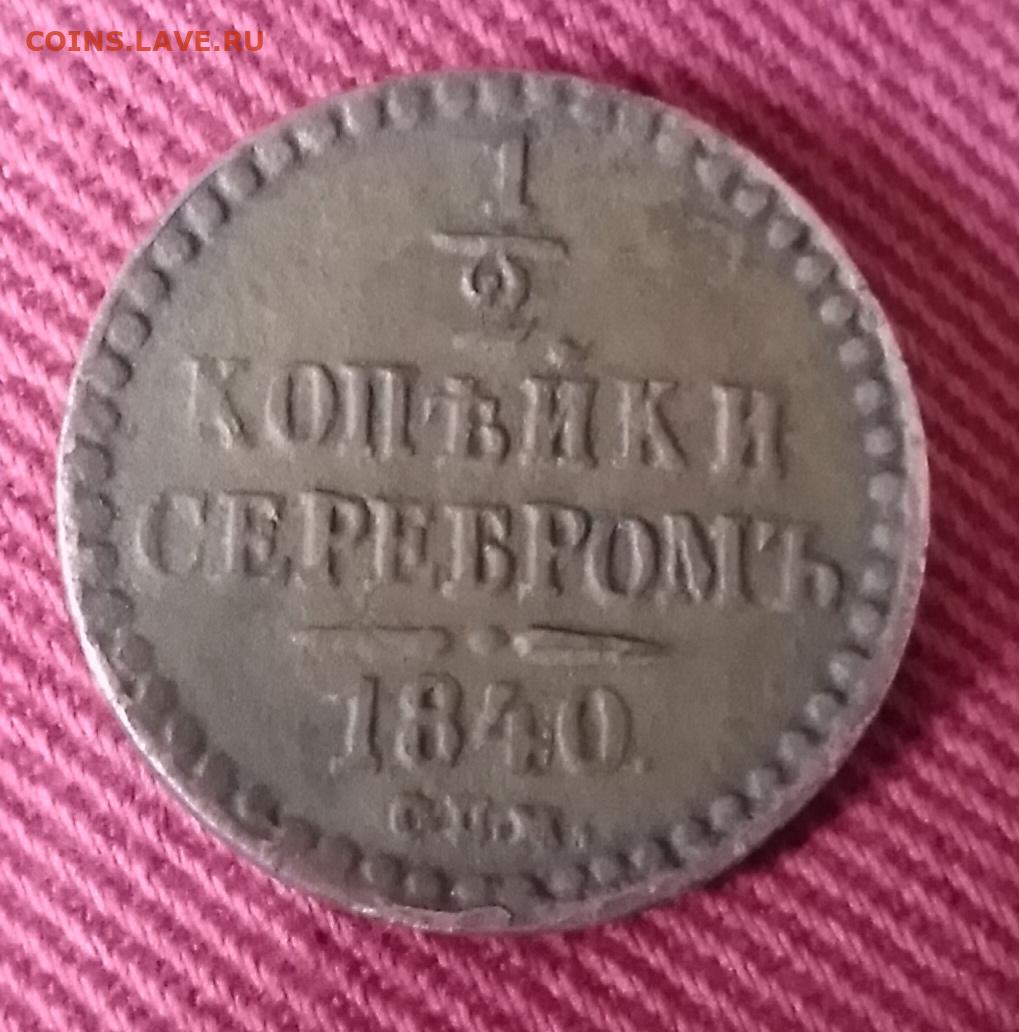 COINS.LAVE.RU
1
2
КОПѢЙКИ
СЕРЕБРОМЪ
1840.